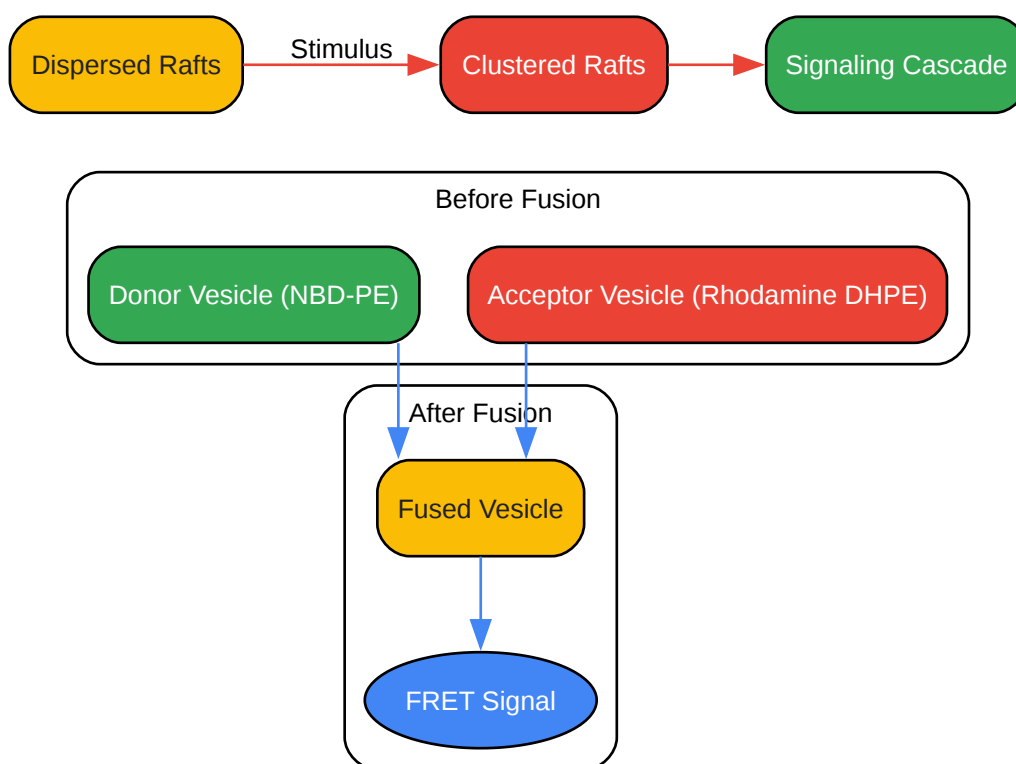 Dispersed Rafts
Stimulus
Clustered Rafts
Signaling Cascade
Before Fusion
Donor Vesicle (NBD-PE)
Acceptor Vesicle (Rhodamine DHPE)
After Fusion
Fused Vesicle
FRET Signal